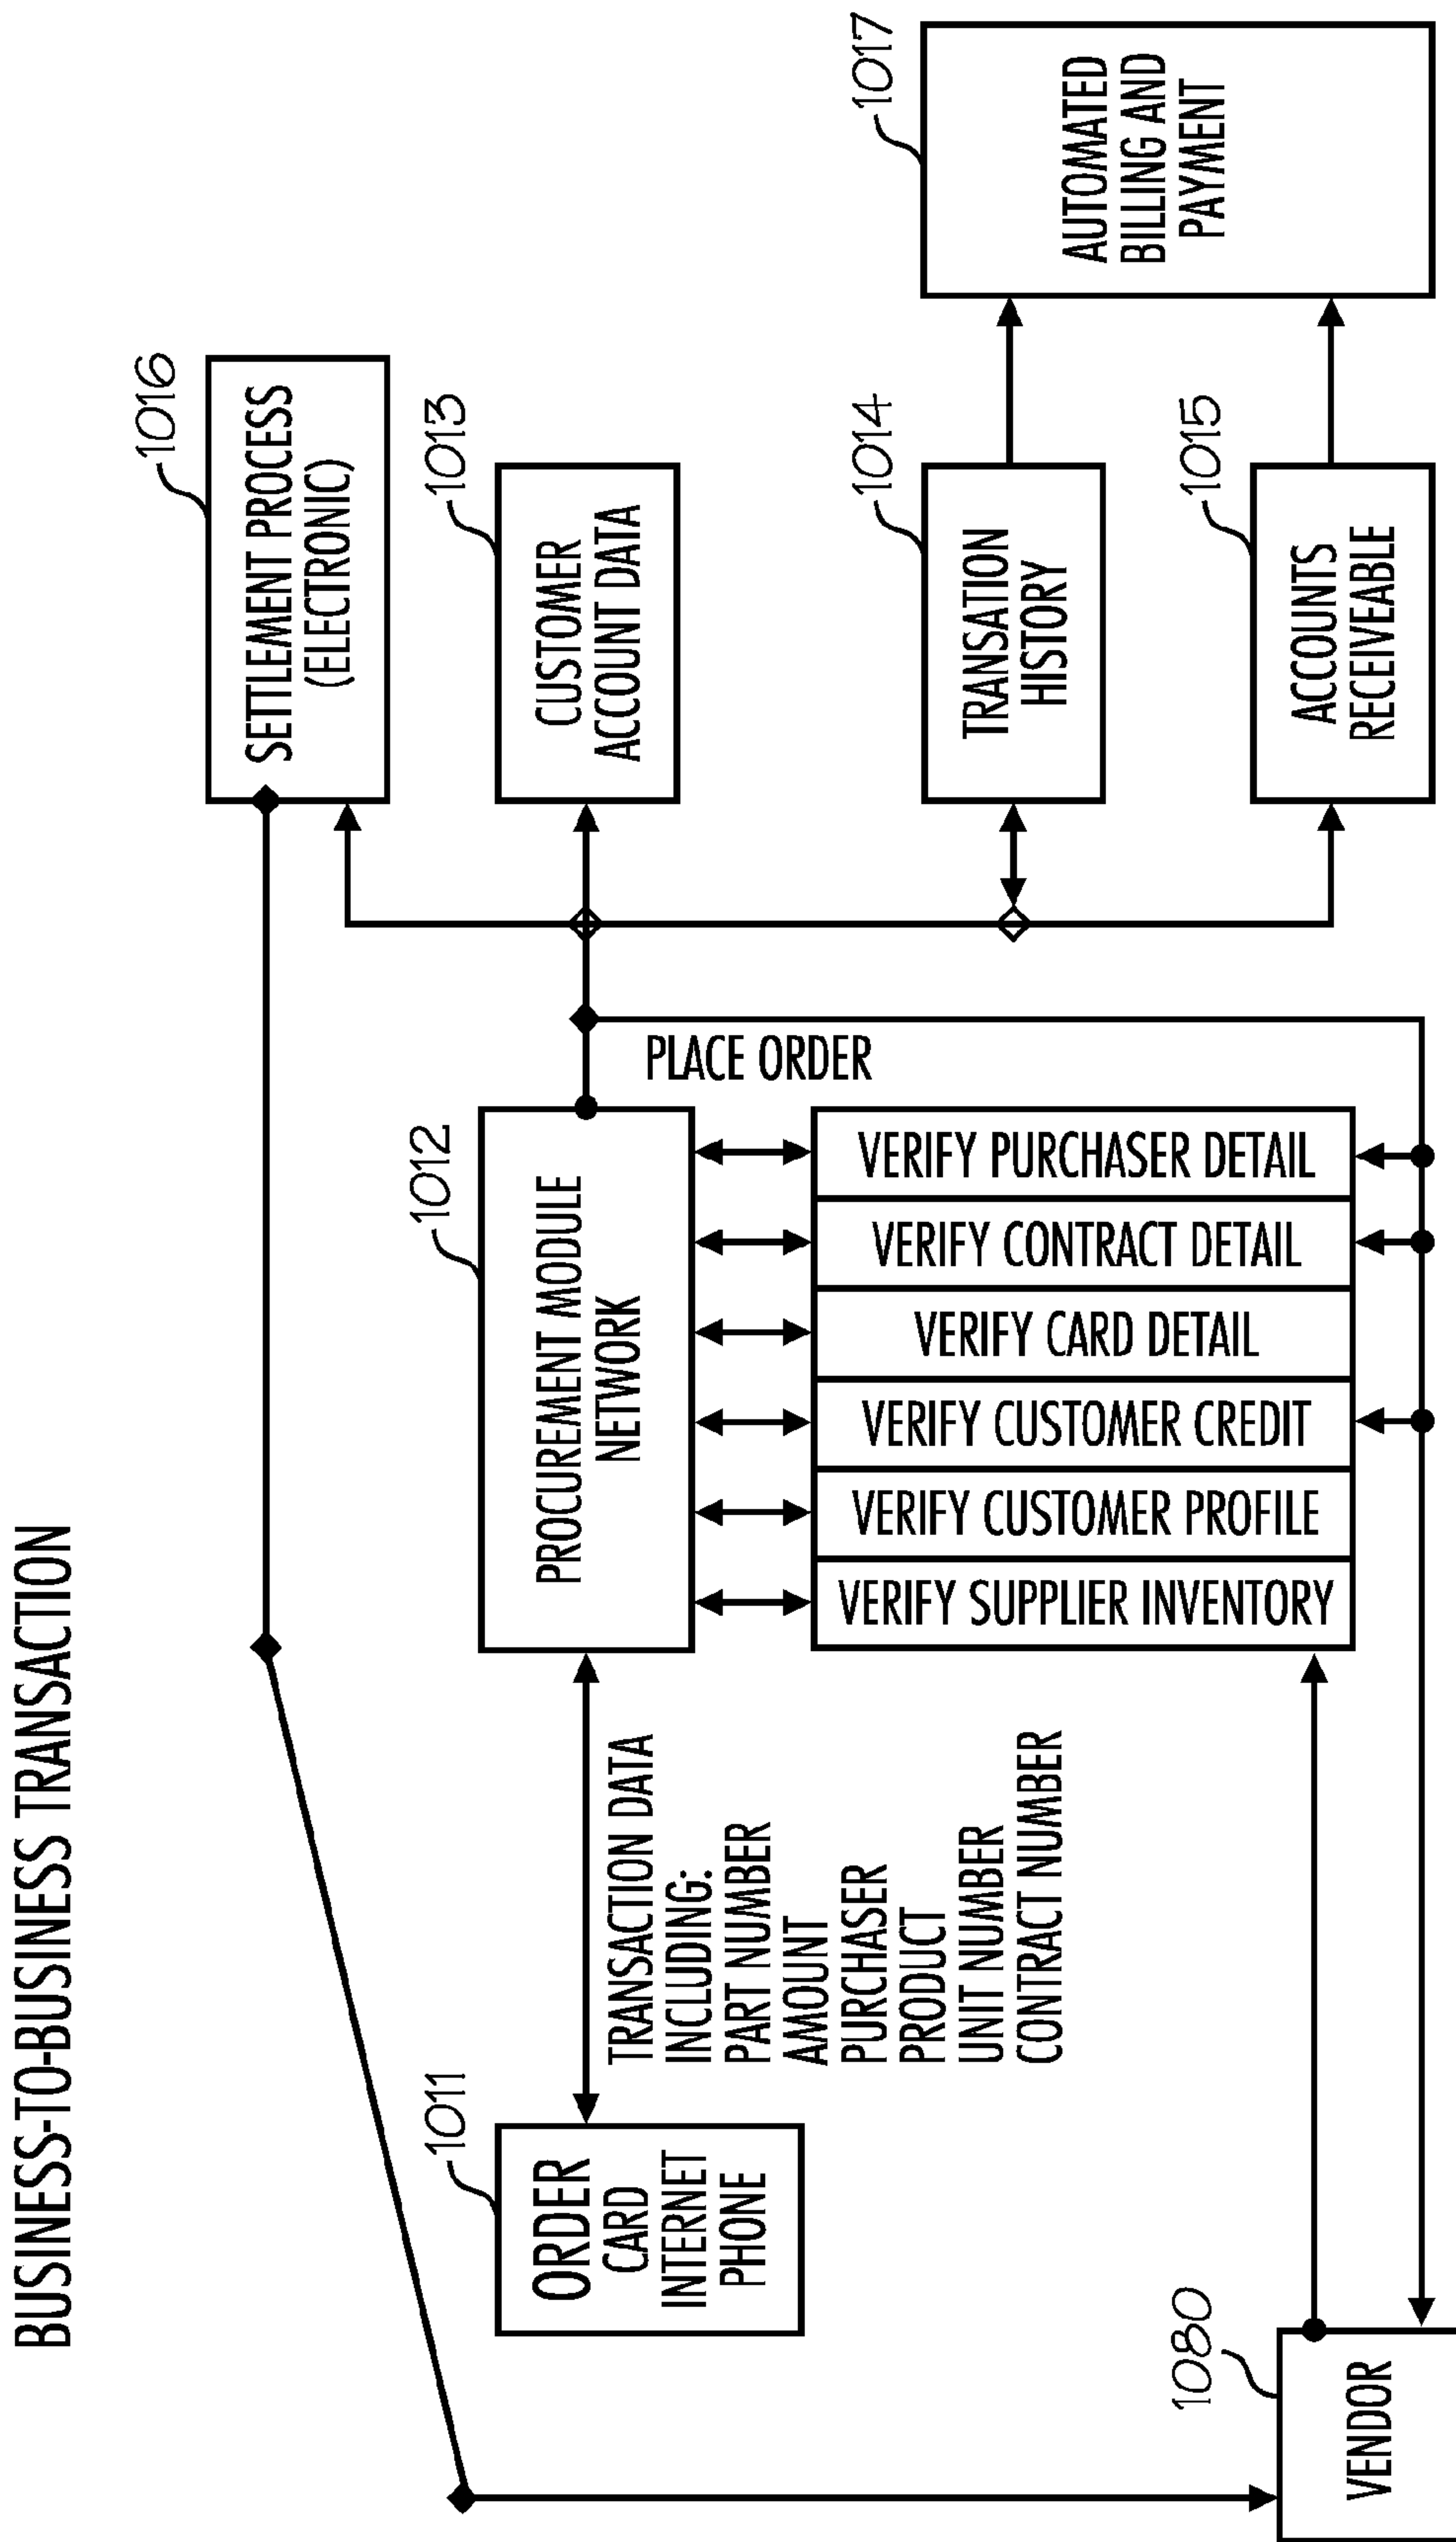 BUSINESS-TO-BUSINESS TRANSACTION
1016
SETTLEMENT PROCESS
(ELECTRONIC)
1011
ORDER
CARD
INTERNET
PHONE
TRANSACTION DATA
INCLUDING:
PART NUMBER
AMOUNT
PURCHASER
PRODUCT
UNIT NUMBER
CONTRACT NUMBER
1012
PROCUREMENT MODULE
NETWORK
PLACE ORDER
1013
CUSTOMER
ACCOUNT DATA
VERIFY SUPPLIER INVENTORY
VERIFY CUSTOMER PROFILE
VERIFY CUSTOMER CREDIT
VERIFY CARD DETAIL
VERIFY CONTRACT DETAIL
VERIFY PURCHASER DETAIL
1014
TRANSATION
HISTORY
1017
AUTOMATED
BILLING AND
PAYMENT
1080
VENDOR
1015
ACCOUNTS
RECEIVEABLE